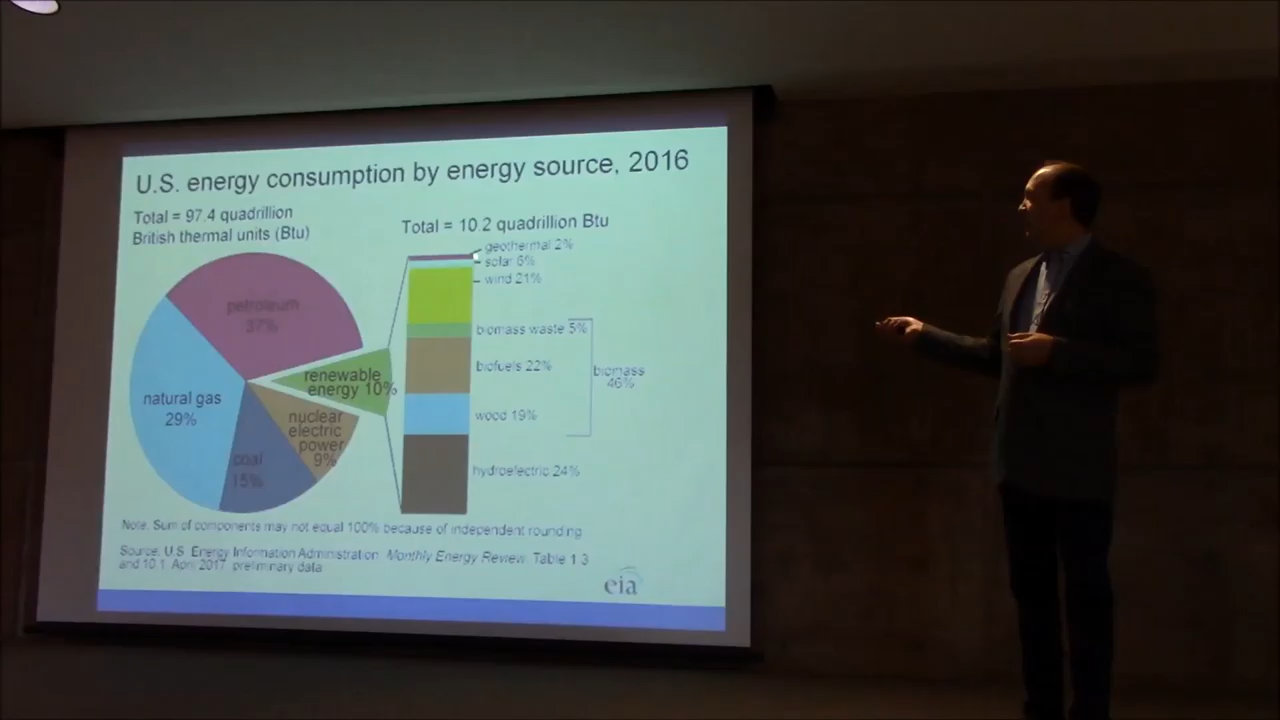 U.S. energy consumption by energy source, 2016
Total = 97.4 quadrillion
British thermal units (Btu)
Total = 10.2 quadrillion Btu
geothermal 2%
solar 6%
wind 21%
biomass waste 5%
biofuels 22%
biomass
46%
wood 19%
hydroelectric 24%
petroleum
37%
renewable
energy 10%
natural gas
29%
nuclear
electric
power
9%
coal
15%
Note: Sum of components may not equal 100% because of independent rounding
Source: U.S. Energy Information Administration, Monthly Energy Review, Table 1.3
and 10.1, April 2017, preliminary data
eia